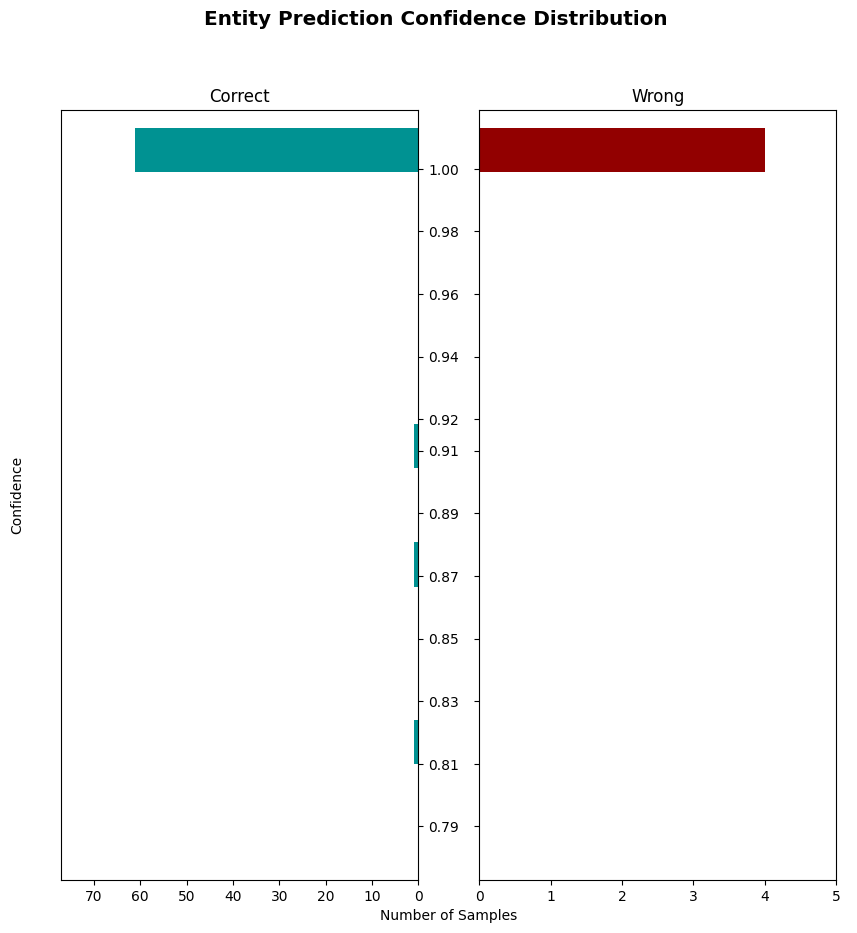 Entity Prediction Confidence Distribution
Correct
Wrong
1.00
0.98
0.96
0.94
0.92
0.91
0.89
0.87
0.85
0.83
0.81
0.79
Confidence
70 60 50 40 30 20 10 0
0 1 2 3 4 5
Number of Samples